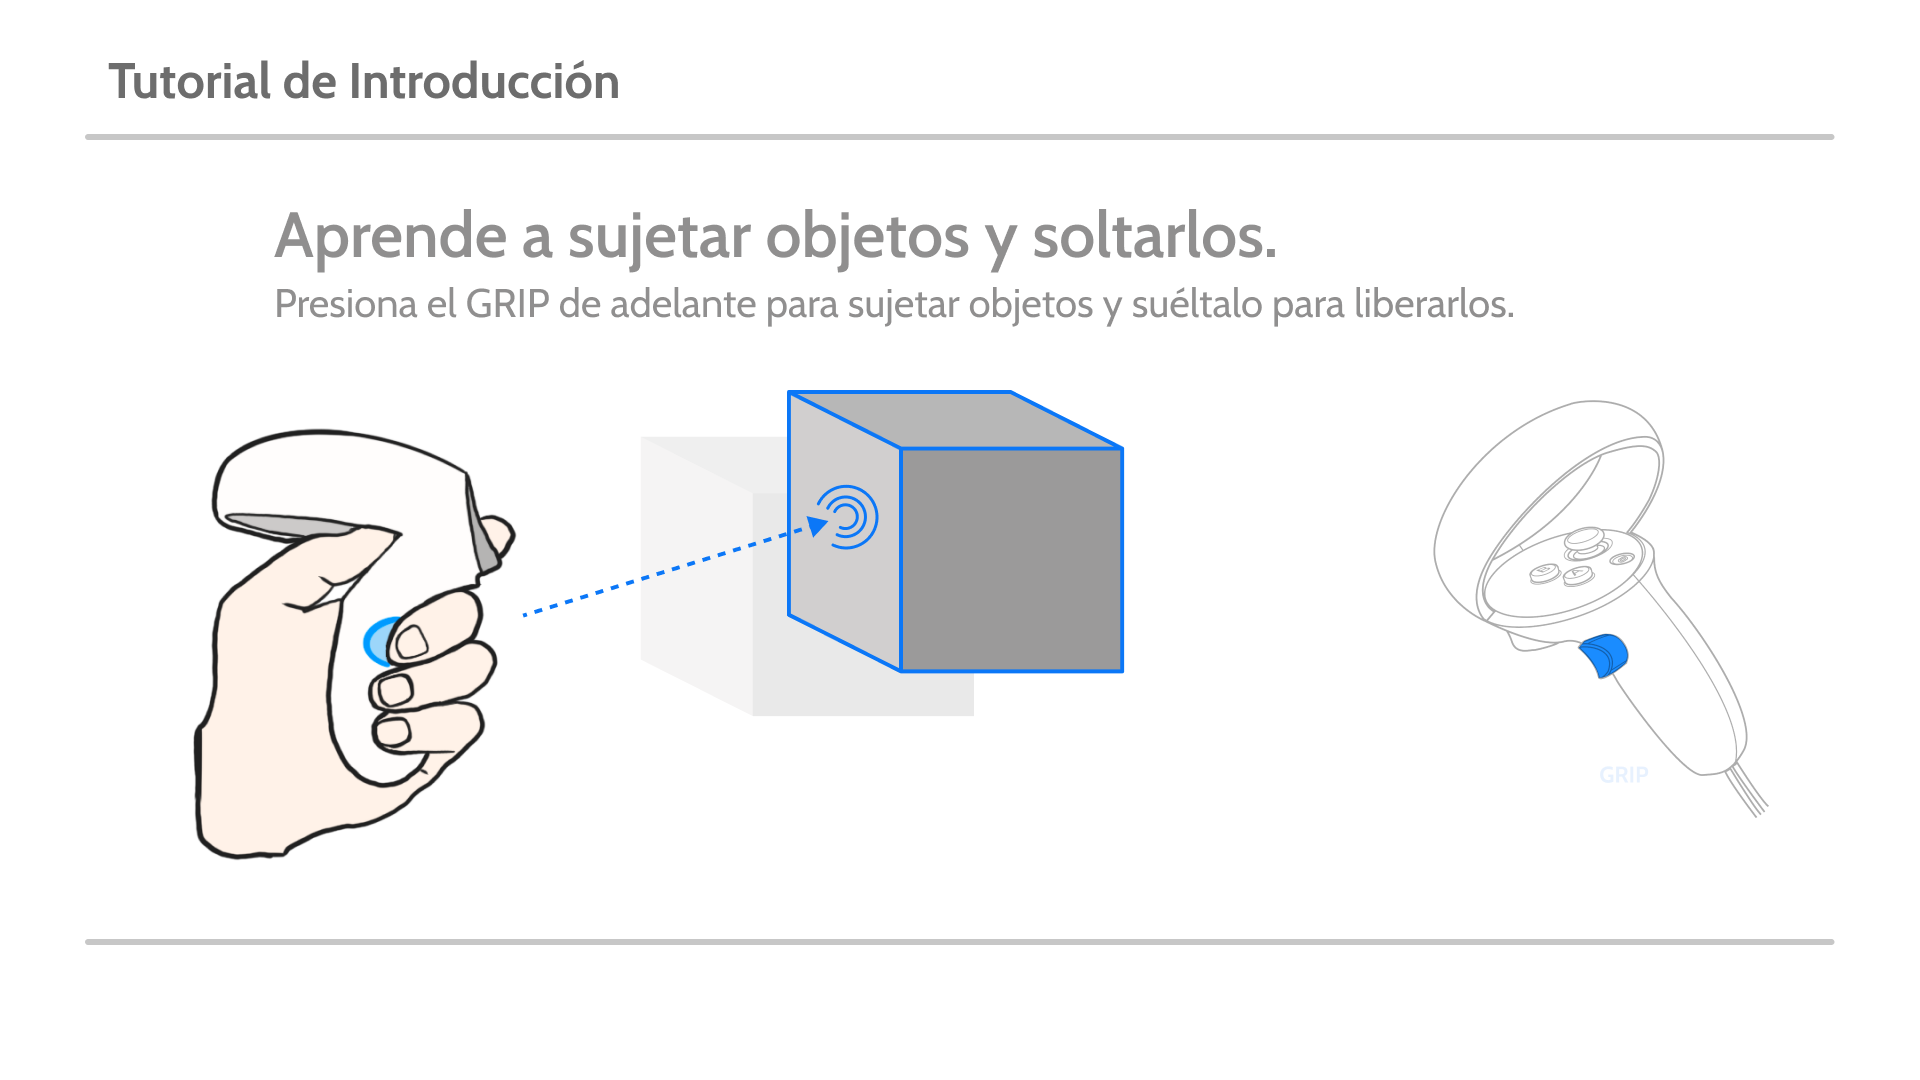 Tutorial de Introducción
Aprende a sujetar objetos y soltarlos.
Presiona el GRIP de adelante para sujetar objetos y suéltalo para liberarlos.
GRIP